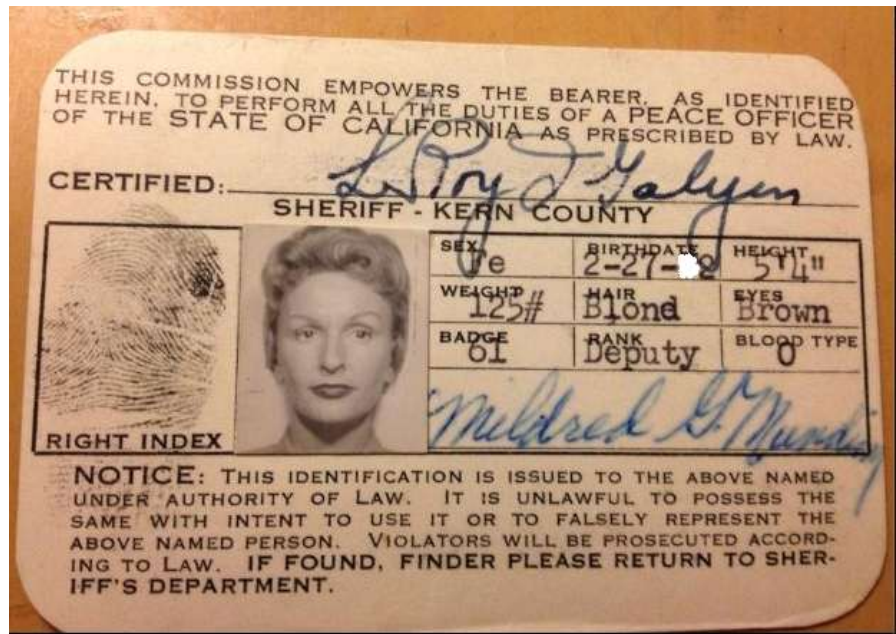 THIS COMMISSION EMPOWERS THE BEARER, AS IDENTIFIED
HEREIN, TO PERFORM ALL THE DUTIES OF A PEACE OFFICER
OF THE STATE OF CALIFORNIA AS PRESCRIBED BY LAW.
CERTIFIED: LeRoy J Galyen
SHERIFF - KERN COUNTY
SEX BIRTHDATE HEIGHT
Fe 2-27- 5'4"
WEIGHT HAIR EYES
125# Blond Brown
BADGE RANK BLOOD TYPE
61 Deputy O
Mildred G.
RIGHT INDEX
NOTICE: THIS IDENTIFICATION IS ISSUED TO THE ABOVE NAMED
UNDER AUTHORITY OF LAW. IT IS UNLAWFUL TO POSSESS THE
SAME WITH INTENT TO USE IT OR TO FALSELY REPRESENT THE
ABOVE NAMED PERSON. VIOLATORS WILL BE PROSECUTED ACCORD-
ING TO LAW. IF FOUND, FINDER PLEASE RETURN TO SHER-
IFF'S DEPARTMENT.